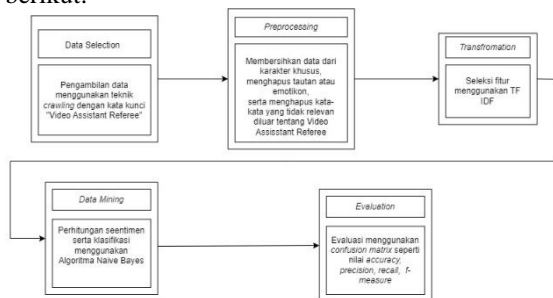 berikut:
Data Selection
Pengambilan data
menggunakan teknik
crawling dengan kata kunci
"Video Assistant Referee"
Preprocessing
Membersihkan data dari
karakter khusus,
menghapus tautan atau
emotikon,
serta menghapus kata-
kata yang tidak relevan
diluar tentang Video
Assisstant Referee
Transfromation
Seleksi fitur
menggunakan TF
IDF
Data Mining
Perhitungan seentimen
serta klasifikasi
menggunakan
Algoritma Naive Bayes
Evaluation
Evaluasi menggunakan
confusion matrix seperti
nilai accuracy,
precision, recall, f-
measure